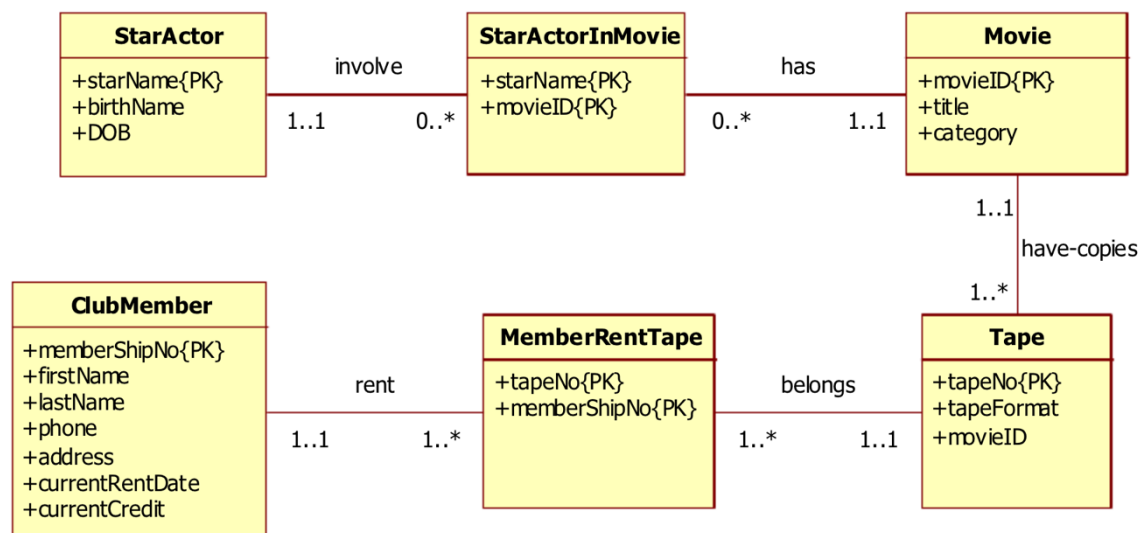 StarActor
+starName{PK}
+birthName
+DOB
involve
1..1
0..*
StarActorInMovie
+starName{PK}
+movieID{PK}
has
0..*
1..1
Movie
+movieID{PK}
+title
+category
1..1
have-copies
1..*
ClubMember
+memberShipNo{PK}
+firstName
+lastName
+phone
+address
+currentRentDate
+currentCredit
rent
1..1
1..*
MemberRentTape
+tapeNo{PK}
+memberShipNo{PK}
belongs
1..*
1..1
Tape
+tapeNo{PK}
+tapeFormat
+movieID